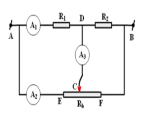 A₁ R₁ D R₂
A B
A₃
C
A₂ E R₀ F